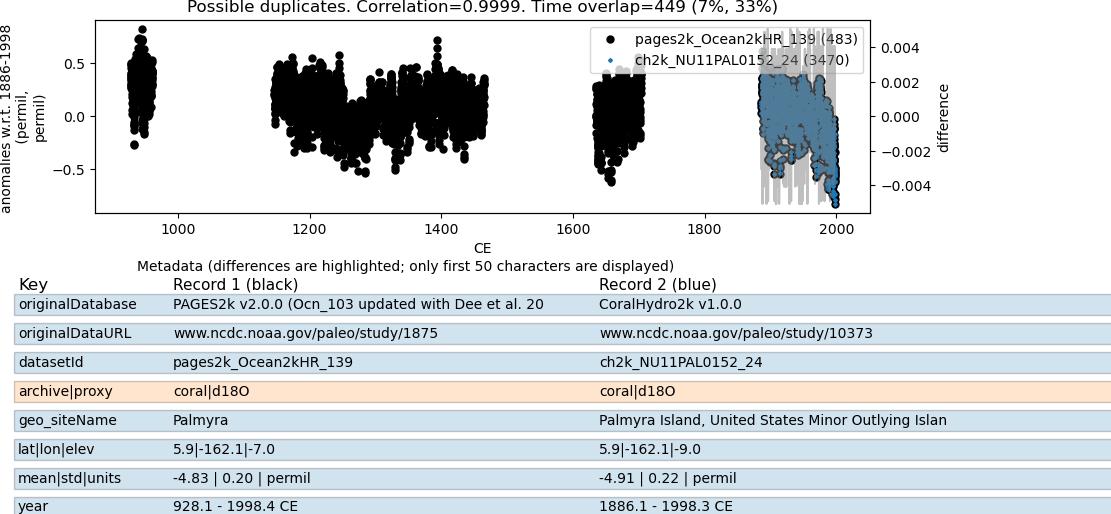 Possible duplicates. Correlation=0.9999. Time overlap=449 (7%, 33%)
anomalies w.r.t. 1886-1998
(permil,
permil)
0.5
0.0
−0.5
pages2k_Ocean2kHR_139 (483)
ch2k_NU11PAL0152_24 (3470)
0.004
0.002
0.000
−0.002
−0.004
difference
1000 1200 1400 1600 1800 2000
CE
Metadata (differences are highlighted; only first 50 characters are displayed)
Key Record 1 (black) Record 2 (blue)
originalDatabase PAGES2k v2.0.0 (Ocn_103 updated with Dee et al. 20 CoralHydro2k v1.0.0
originalDataURL www.ncdc.noaa.gov/paleo/study/1875 www.ncdc.noaa.gov/paleo/study/10373
datasetId pages2k_Ocean2kHR_139 ch2k_NU11PAL0152_24
archive|proxy coral|d18O coral|d18O
geo_siteName Palmyra Palmyra Island, United States Minor Outlying Islan
lat|lon|elev 5.9|-162.1|-7.0 5.9|-162.1|-9.0
mean|std|units -4.83 | 0.20 | permil -4.91 | 0.22 | permil
year 928.1 - 1998.4 CE 1886.1 - 1998.3 CE